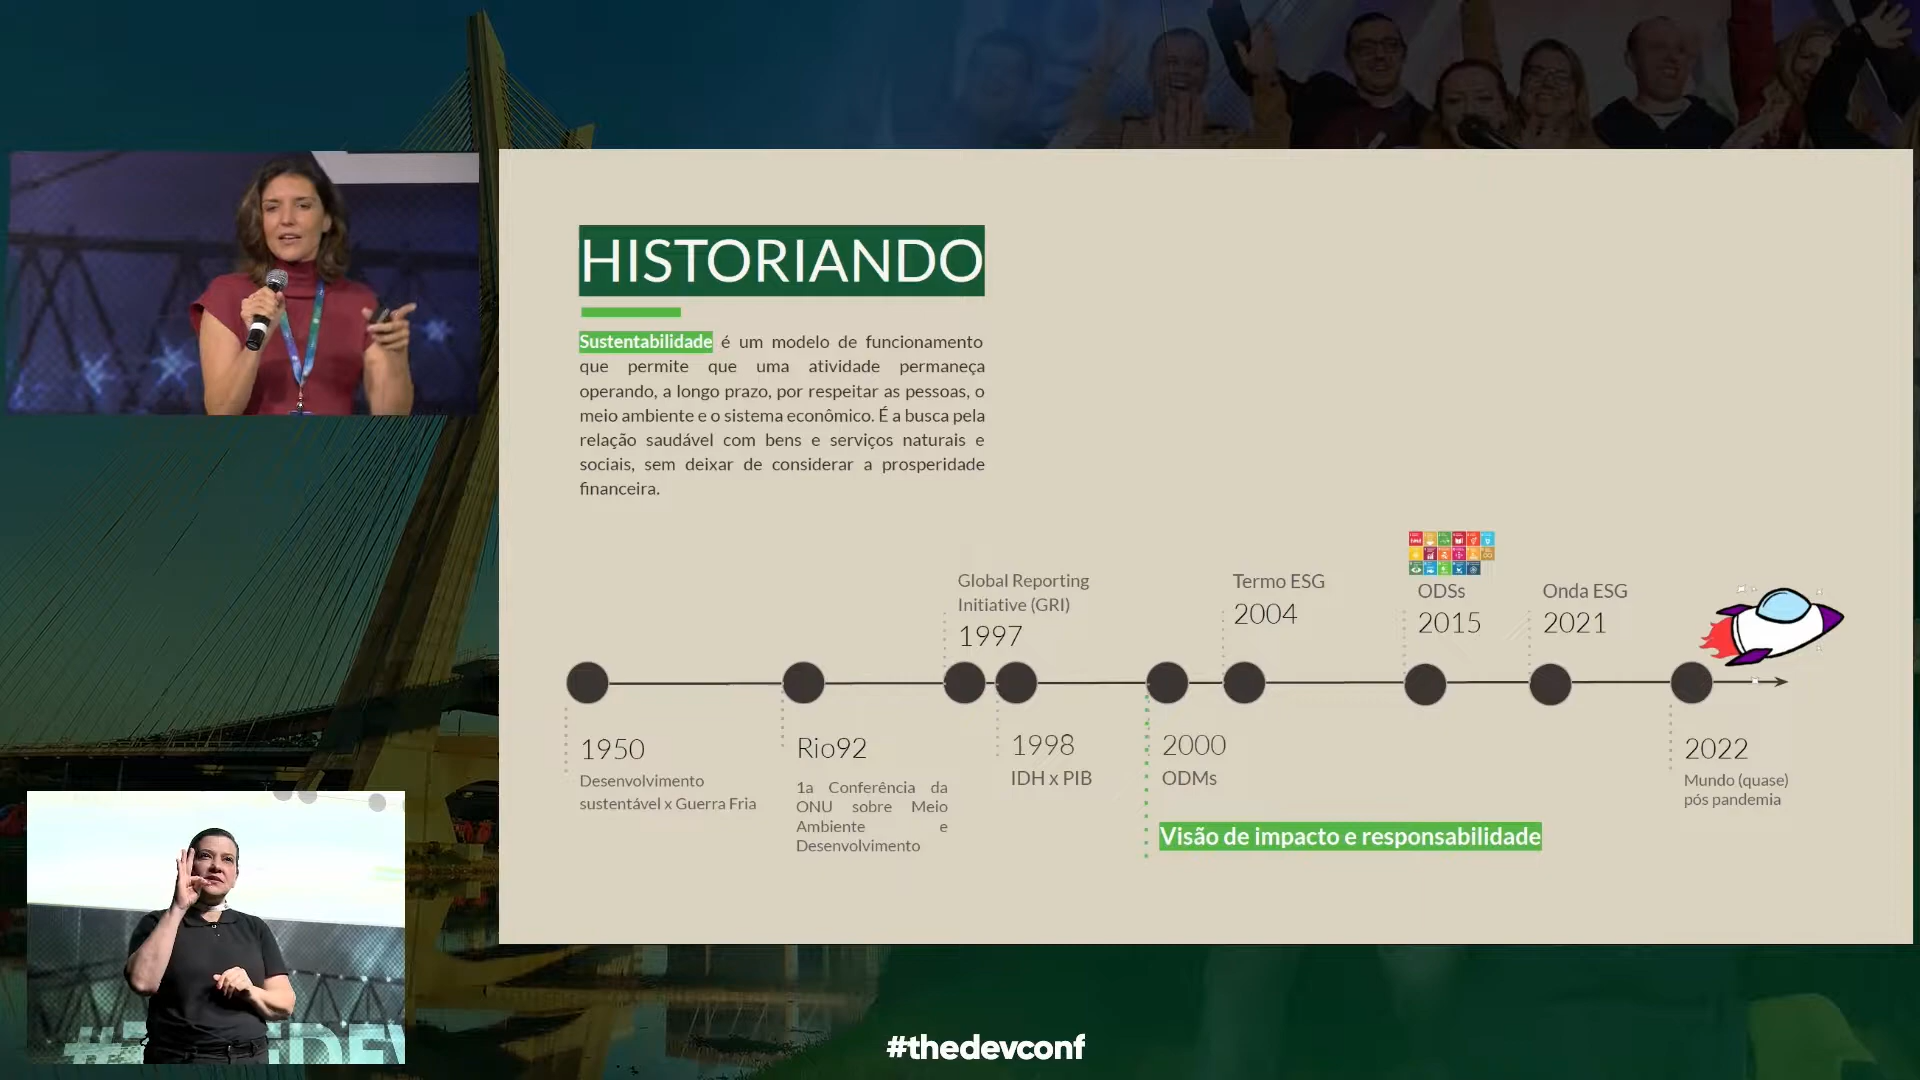 HISTORIANDO
Sustentabilidade é um modelo de funcionamento
que permite que uma atividade permaneça
operando, a longo prazo, por respeitar as pessoas, o
meio ambiente e o sistema econômico. É a busca pela
relação saudável com bens e serviços naturais e
sociais, sem deixar de considerar a prosperidade
financeira.
1950
Desenvolvimento
sustentável x Guerra Fria
Rio92
1a Conferência da
ONU sobre Meio
Ambiente e
Desenvolvimento
Global Reporting
Initiative (GRI)
1997
1998
IDH x PIB
2000
ODMs
Visão de impacto e responsabilidade
Termo ESG
2004
ODSs
2015
Onda ESG
2021
2022
Mundo (quase)
pós pandemia
#thedevconf